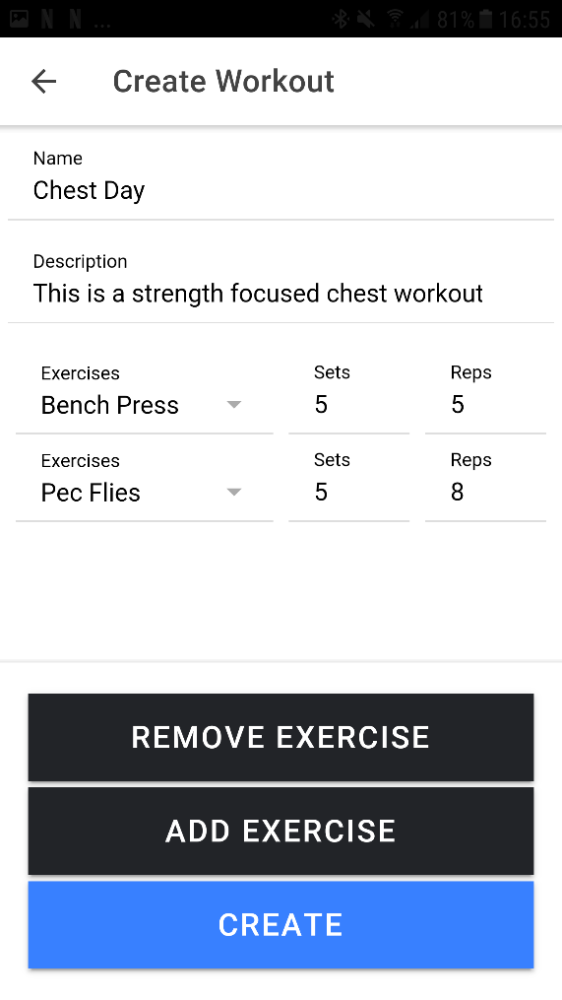 N N ... 81% 16:55
Create Workout
Name
Chest Day
Description
This is a strength focused chest workout
Exercises Sets Reps
Bench Press 5 5
Exercises Sets Reps
Pec Flies 5 8
REMOVE EXERCISE
ADD EXERCISE
CREATE